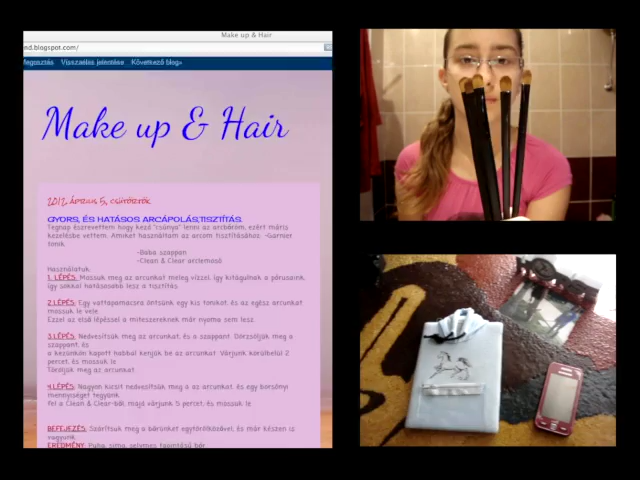 Make up & Hair
nd.blogspot.com/
Megosztás Visszaélés jelentése Következő blog»
Make up & Hair
2012. április 5., csütörtök
GYORS, ÉS HATÁSOS ARCÁPOLÁS,TISZTÍTÁS.
Tegnap észrevettem hogy kezd "csúnya" lenni az arcbőröm, ezért máris
kezelésbe vettem. Amiket használtam az arcom tisztításához: -Garnier
tonik
-Baba szappan
-Clean & Clear arclemosó
Használatuk:
1. LÉPÉS: Mossuk meg az arcunkat meleg vízzel, így kitágulnak a pórusaink,
így sokkal hatásosabb lesz a tisztítás.
2.LÉPÉS: Egy vattapamacsra öntsünk egy kis tonikot, és az egész arcunkat
mossuk le vele.
Ezzel az első lépéssel a miteszereknek már nyoma sem lesz.
3.LÉPÉS: Nedvesítsük meg az arcunkat, és a szappant. Dörzsöljük meg a
szappant, és
a kezünkön kapott habbal kenjük be az arcunkat. Várjunk körülbelül 2
percet, és mossuk le.
Töröljük meg az arcunkat.
4.LÉPÉS: Nagyon kicsit nedvesítsük meg a az arcunkat, és egy borsónyi
mennyiséget tegyünk
fel a Clean & Clear-ból, majd várjunk 5 percet, és mossuk le.
BEFEJEZÉS: Szárítsuk meg a bőrünket egytörölközővel, és már készen is
vagyunk.
EREDMÉNY: Puha, sima, selymes tapintású bőr.